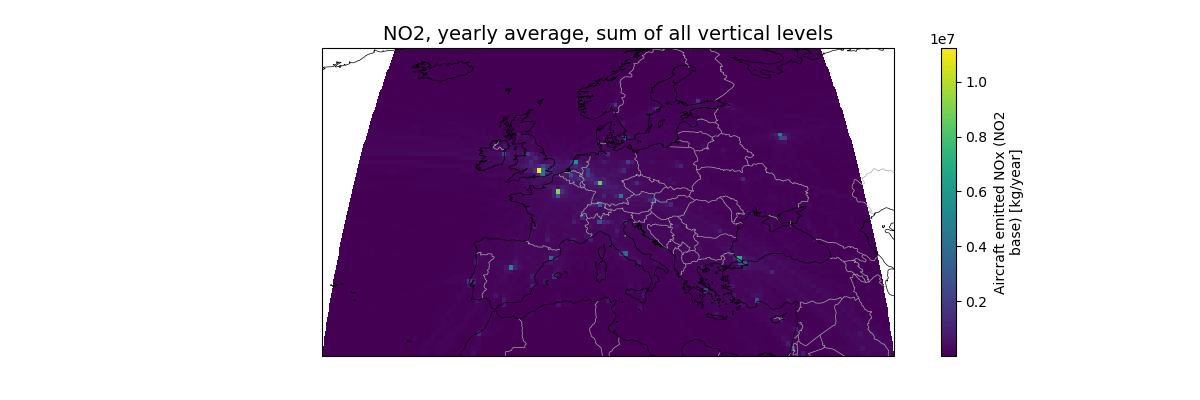 NO2, yearly average, sum of all vertical levels
1e7
1.0
0.8
0.6
0.4
0.2
Aircraft emitted NOx (NO2
base) [kg/year]